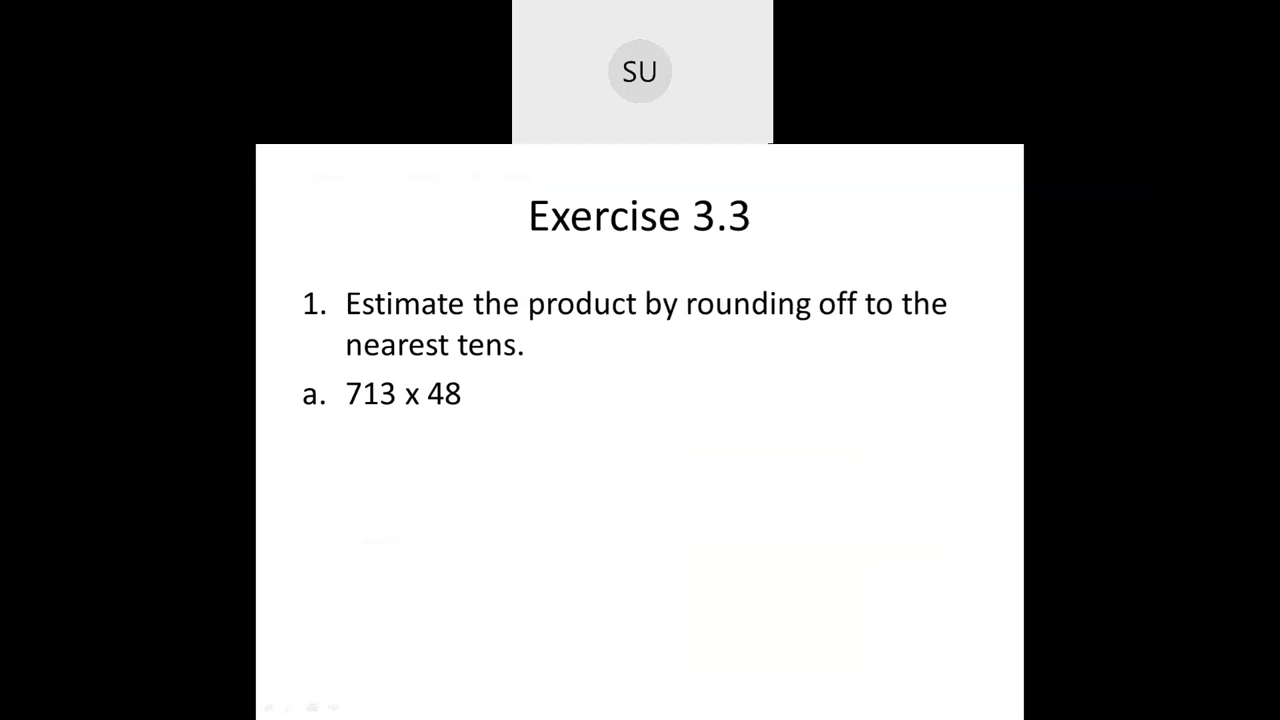 SU
Exercise 3.3
1. Estimate the product by rounding off to the
nearest tens.
a. 713 x 48